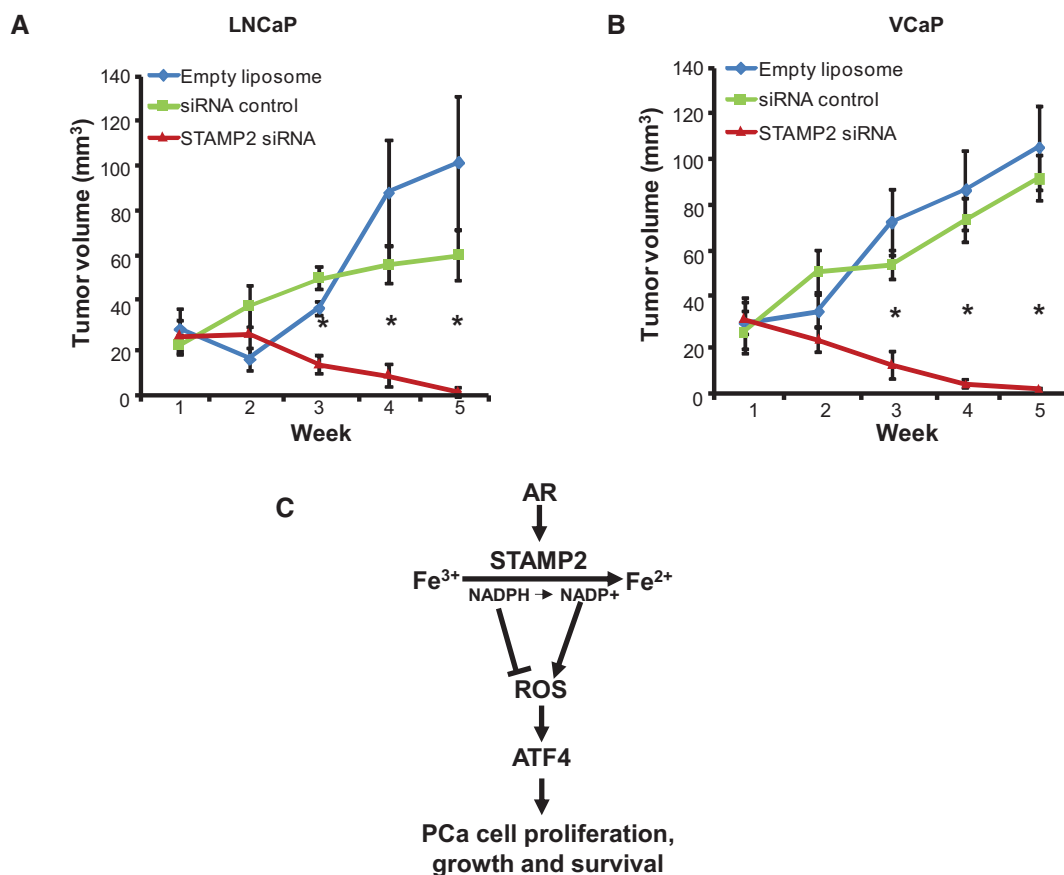 A
LNCaP
Empty liposome
siRNA control
STAMP2 siRNA
Tumor volume (mm³)
140
120
100
80
60
40
20
0
* * *
1 2 3 4 5
Week
B
VCaP
Empty liposome
siRNA control
STAMP2 siRNA
Tumor volume (mm³)
140
120
100
80
60
40
20
0
* * *
1 2 3 4 5
Week
C
AR
STAMP2
Fe³⁺ Fe²⁺
NADPH → NADP+
ROS
ATF4
PCa cell proliferation,
growth and survival